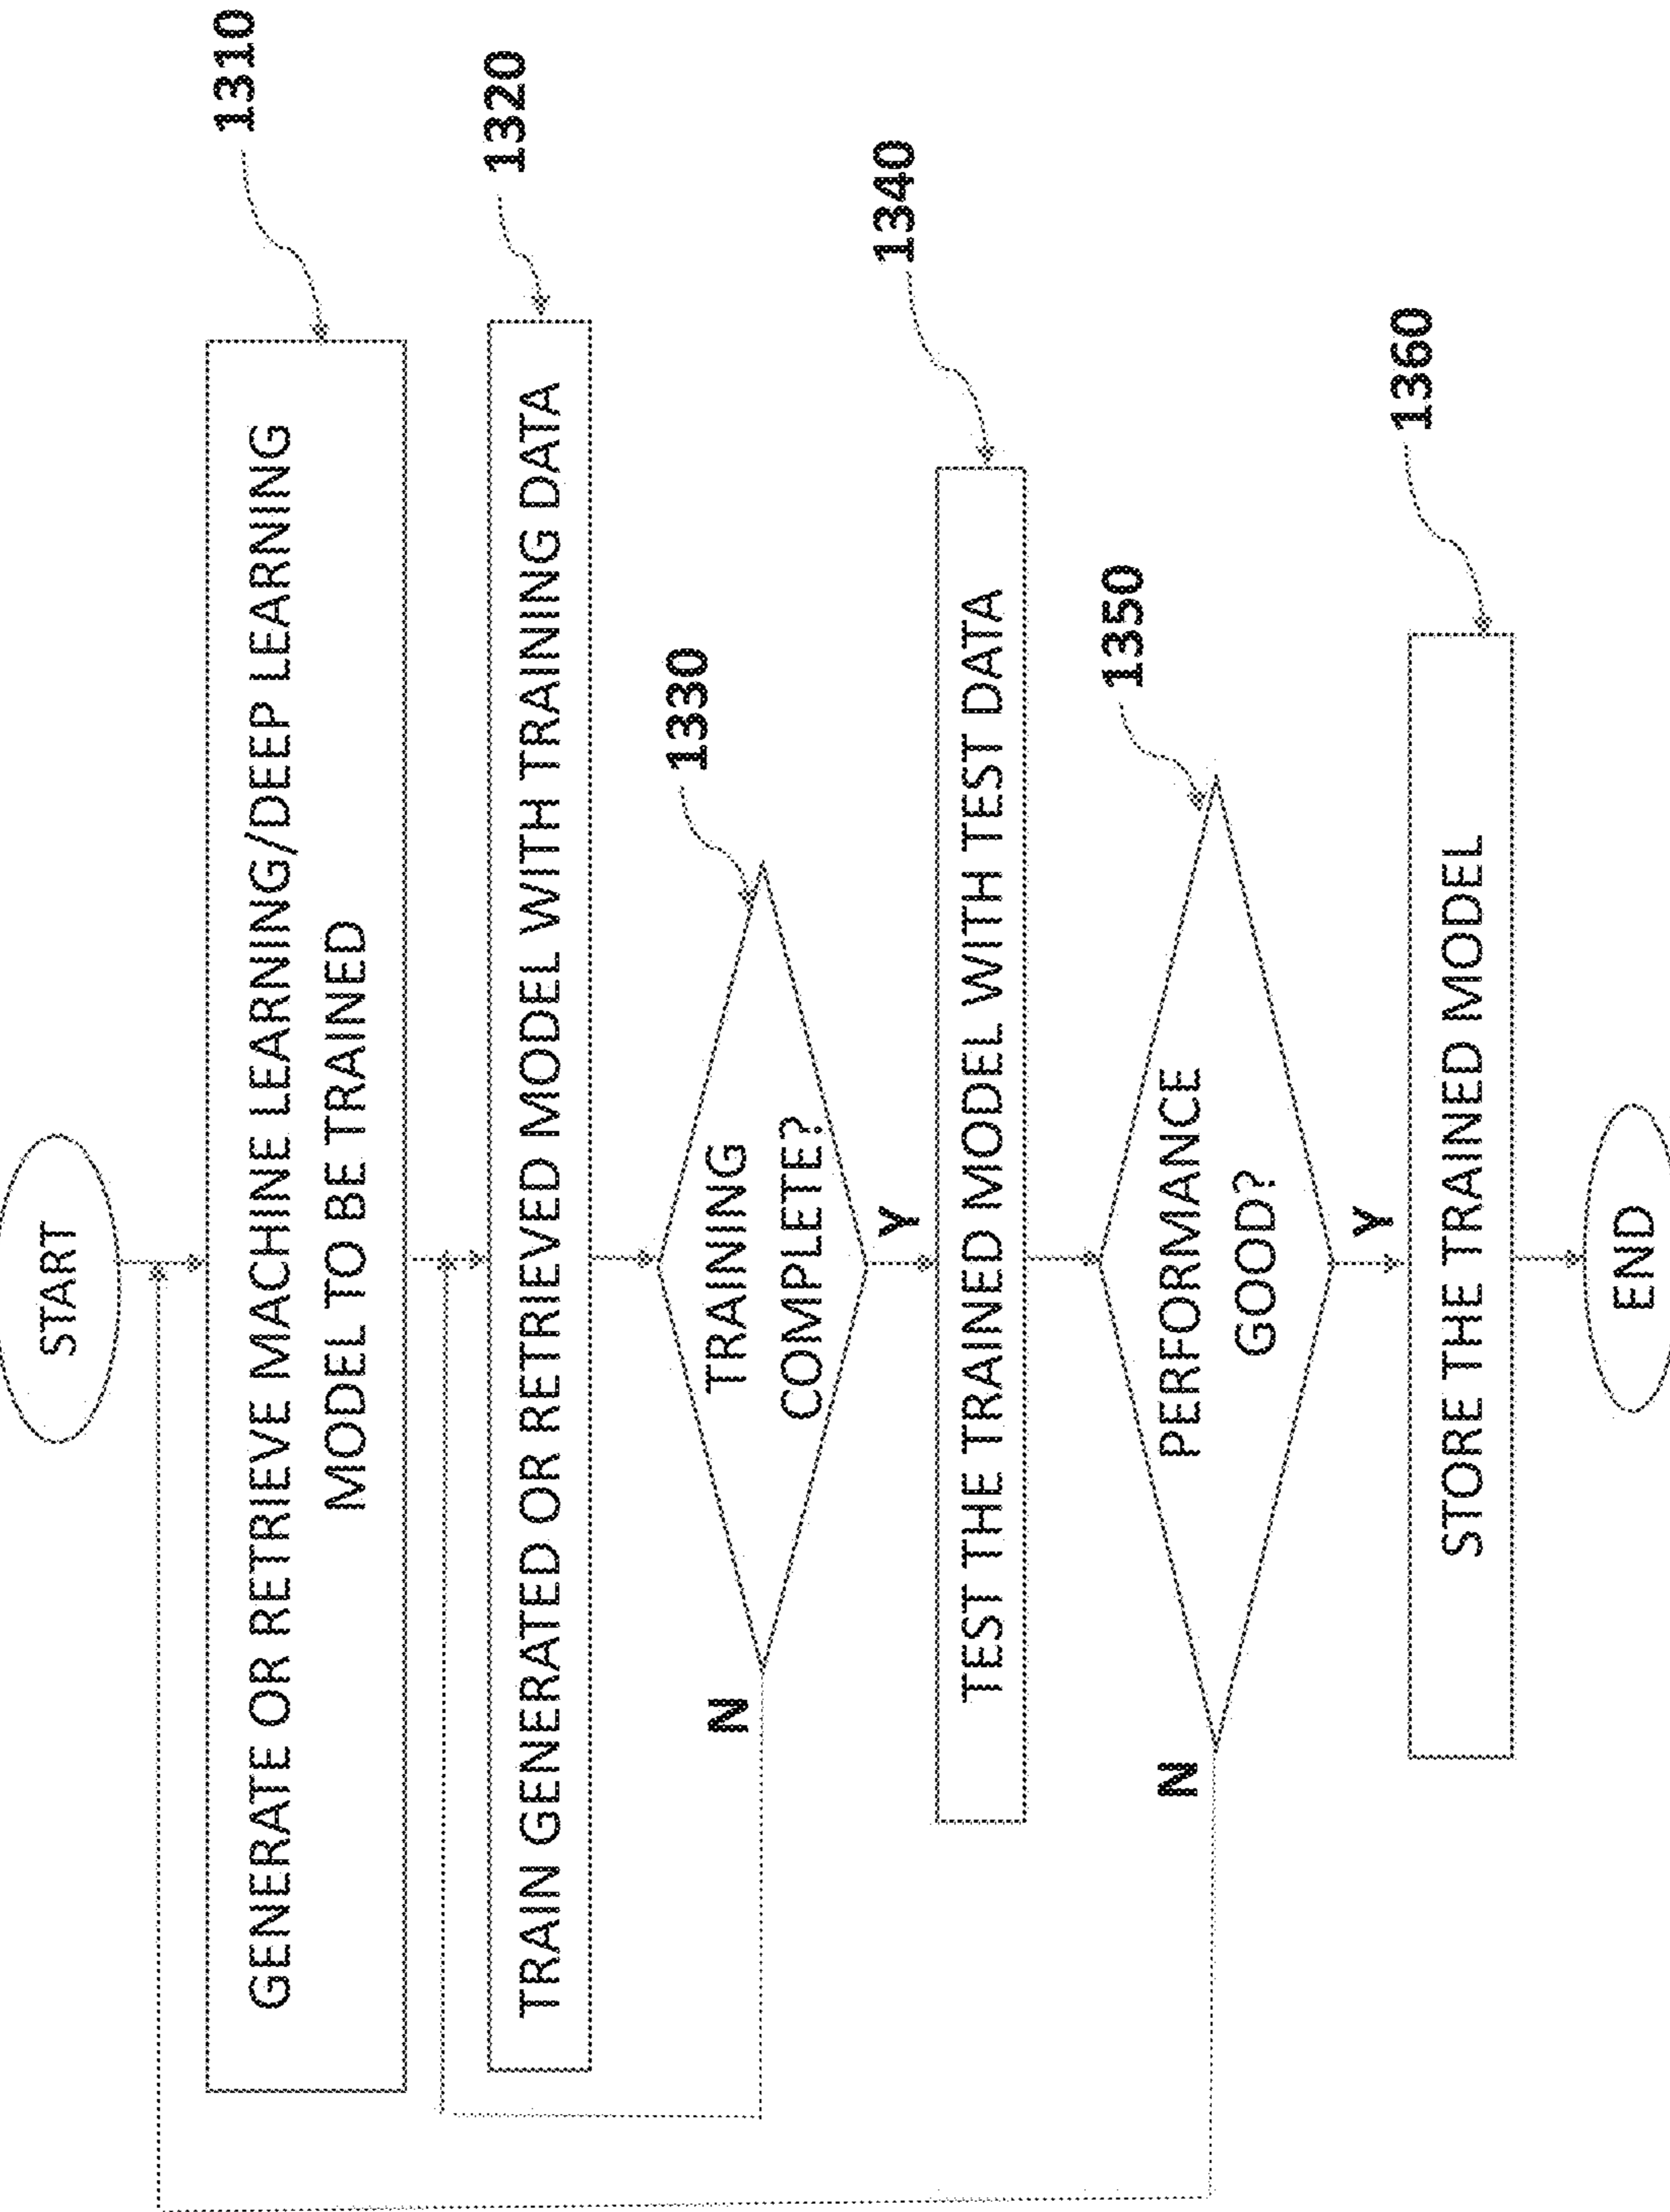 START
1310
GENERATE OR RETRIEVE MACHINE LEARNING/DEEP LEARNING
MODEL TO BE TRAINED
1320
TRAIN GENERATED OR RETRIEVED MODEL WITH TRAINING DATA
1330
TRAINING
COMPLETE?
N
Y
1340
TEST THE TRAINED MODEL WITH TEST DATA
1350
PERFORMANCE
GOOD?
N
Y
1360
STORE THE TRAINED MODEL
END